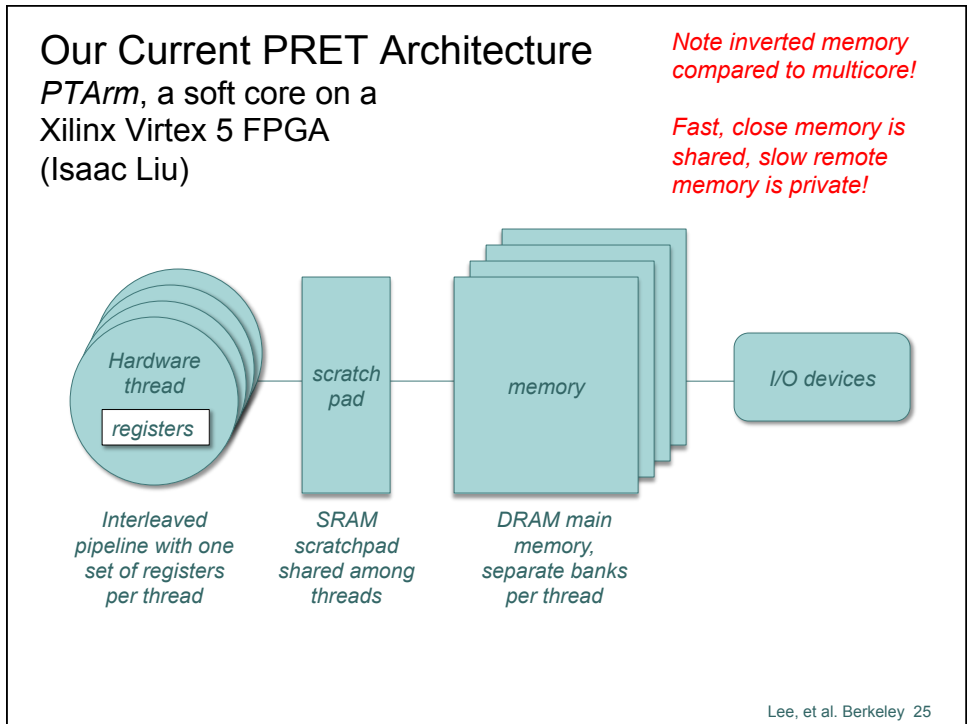 Our Current PRET Architecture
PTArm, a soft core on a
Xilinx Virtex 5 FPGA
(Isaac Liu)
Note inverted memory
compared to multicore!
Fast, close memory is
shared, slow remote
memory is private!
Hardware
thread
registers
scratch
pad
memory
I/O devices
Interleaved
pipeline with one
set of registers
per thread
SRAM
scratchpad
shared among
threads
DRAM main
memory,
separate banks
per thread
Lee, et al. Berkeley 25